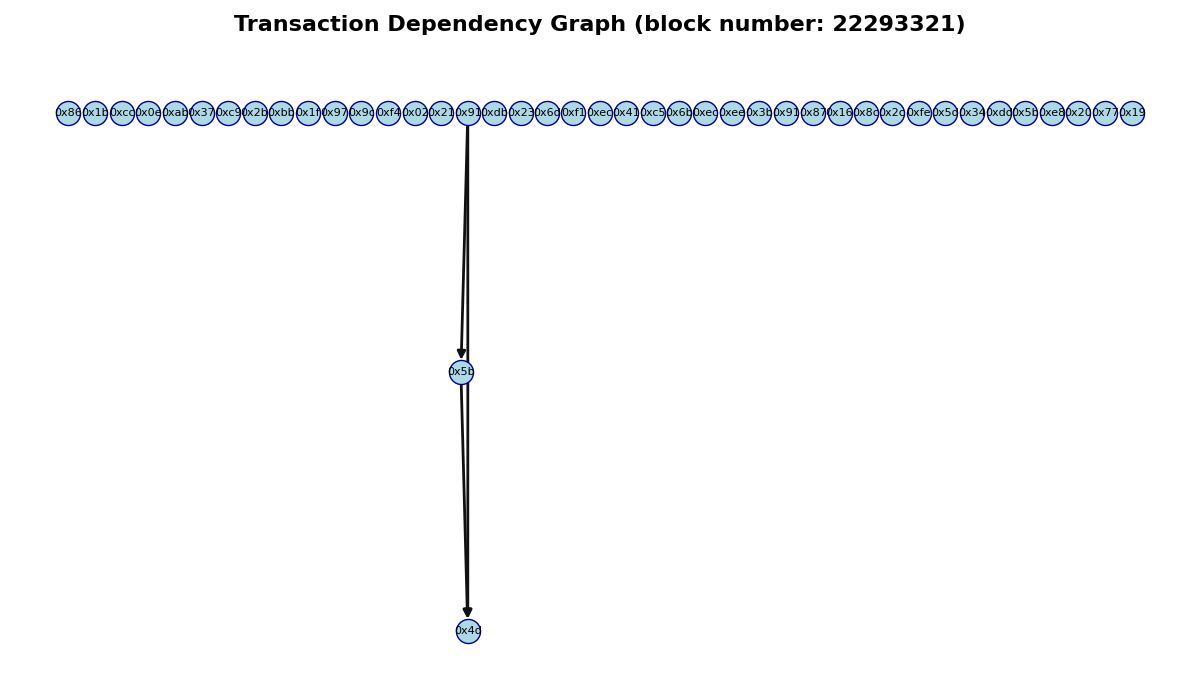 Transaction Dependency Graph (block number: 22293321)
0x86 0x1b 0xcc 0x0e 0xab 0x37 0xc9 0x2b 0xbb 0x1f 0x97 0x9c 0xf4 0x02 0x21 0x91 0xdb 0x23 0x6d 0xf1 0xec 0x41 0xc5 0x6b 0xec 0xee 0x3b 0x91 0x87 0x16 0x8c 0x2c 0xfe 0x5d 0x34 0xdd 0x5b 0xe8 0x20 0x77 0x19
0x5b
0x4d